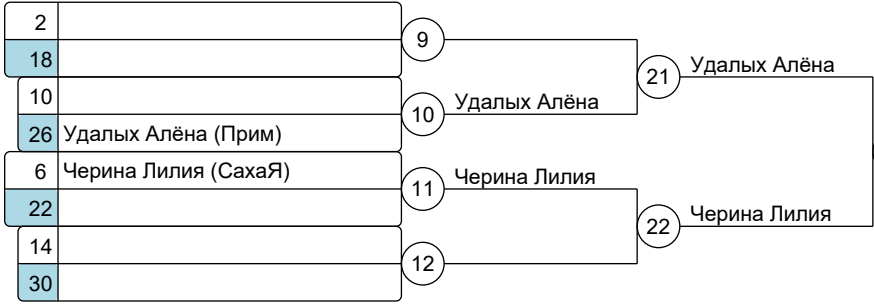 2
9
18
21 Удалых Алёна
10
10 Удалых Алёна
26 Удалых Алёна (Прим)
6 Черина Лилия (СахаЯ)
11 Черина Лилия
22
22 Черина Лилия
14
12
30